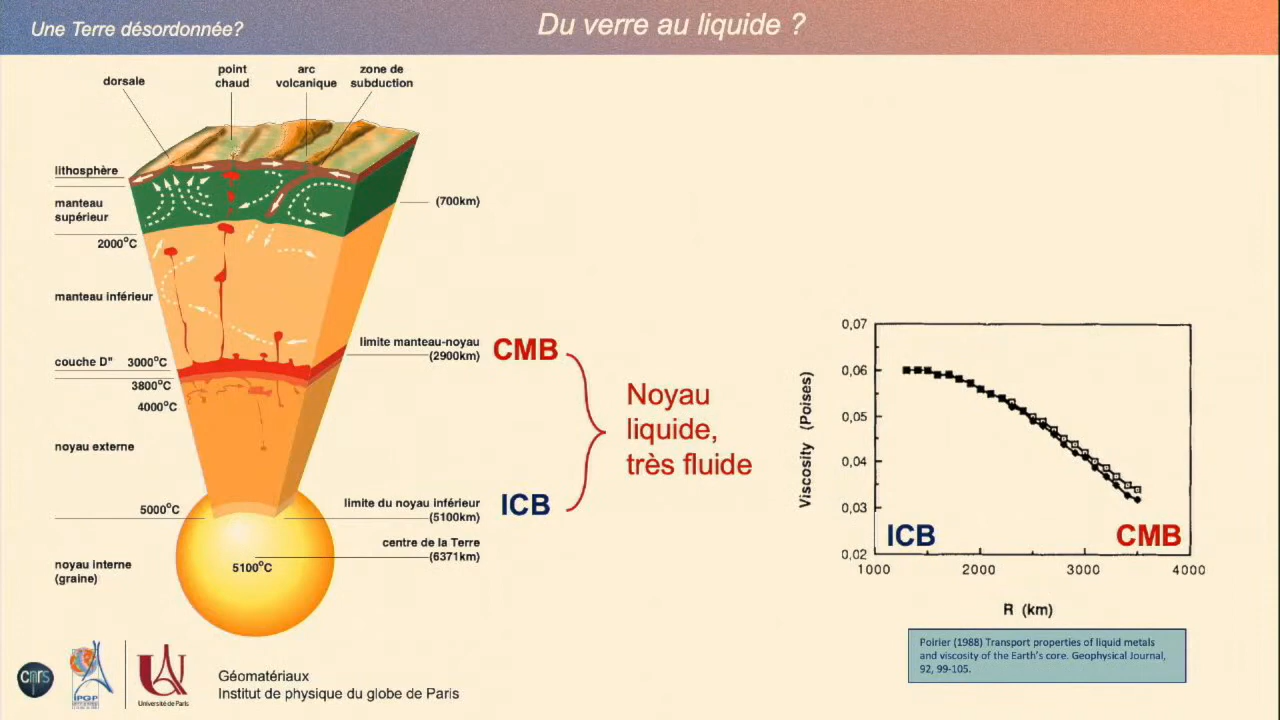 Une Terre désordonnée?
Du verre au liquide ?
dorsale
point
chaud
arc
volcanique
zone de
subduction
lithosphère
manteau
supérieur
(700km)
2000°C
manteau inférieur
limite manteau-noyau
(2900km)
CMB
couche D" 3000°C
3800°C
4000°C
noyau externe
Noyau
liquide,
très fluide
limite du noyau inférieur
(5100km)
ICB
5000°C
centre de la Terre
(6371km)
noyau interne
(graine)
5100°C
0,07
0,06
0,05
0,04
0,03
0,02
Viscosity (Poises)
ICB
CMB
1000
2000
3000
4000
R (km)
Poirier (1988) Transport properties of liquid metals
and viscosity of the Earth's core. Geophysical Journal,
92, 99-105.
cnrs
IPGP
Université de Paris
Géomatériaux
Institut de physique du globe de Paris